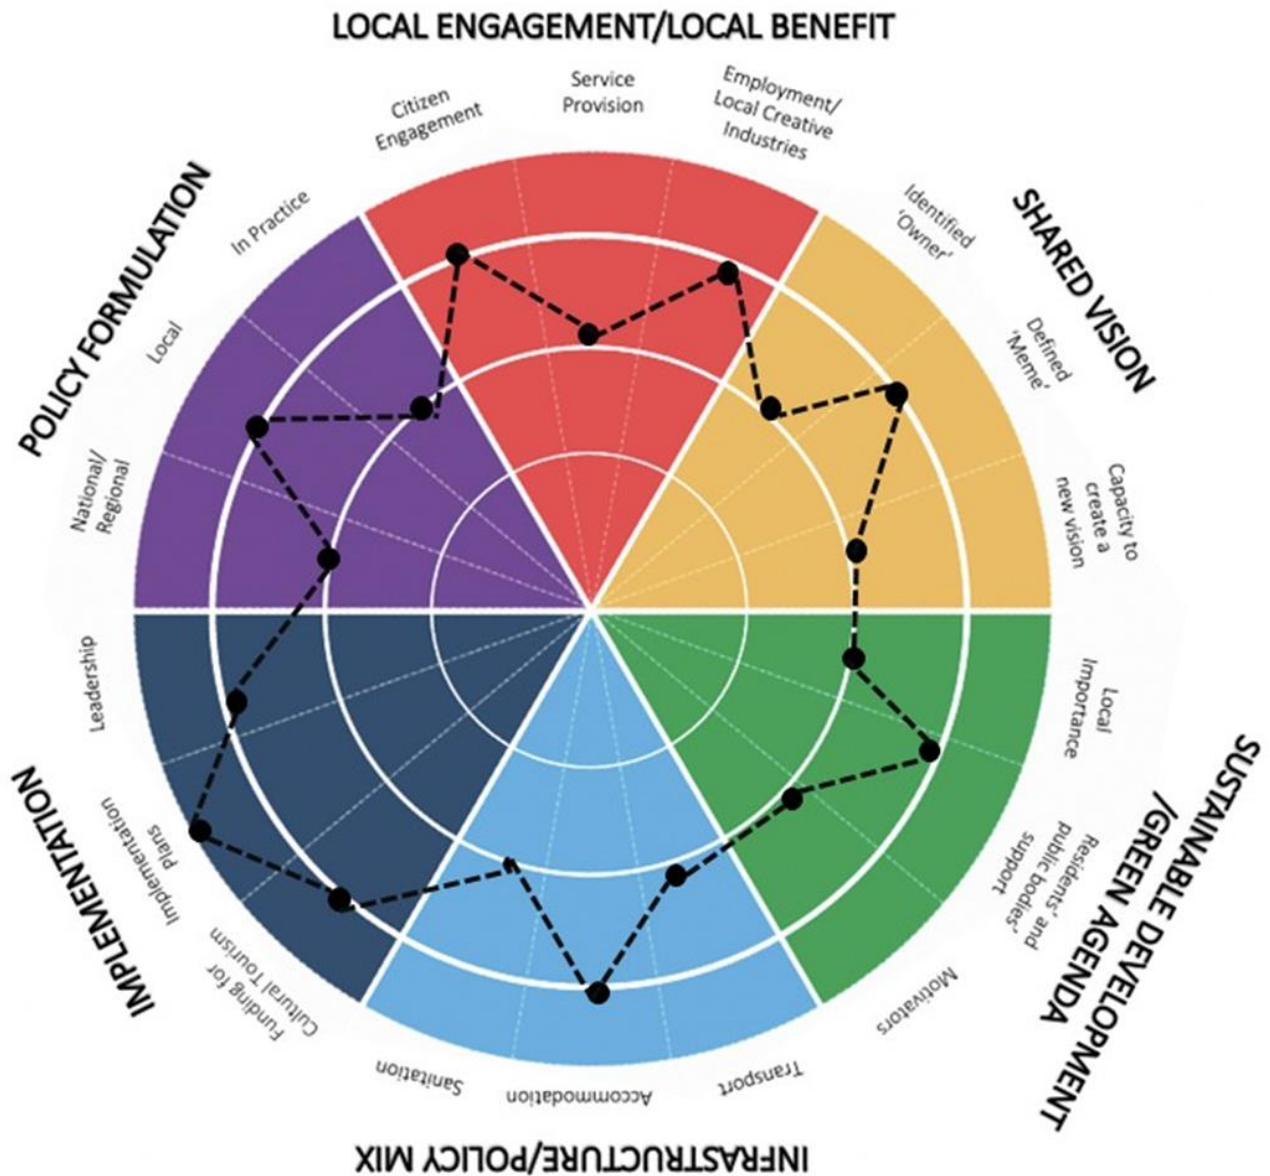 LOCAL ENGAGEMENT/LOCAL BENEFIT
Citizen
Engagement
Service
Provision
Employment/
Local Creative
Industries
SHARED VISION
Identified
‘Owner’
Defined
‘Meme’
Capacity to
create a
new vision
SUSTAINABLE DEVELOPMENT
/GREEN AGENDA
Local
Importance
Residents’ and
public bodies’
support
Motivators
INFRASTRUCTURE/POLICY MIX
Transport
Accommodation
Sanitation
IMPLEMENTATION
Funding for
Cultural Tourism
Implementation
Plans
Leadership
POLICY FORMULATION
National/
Regional
Local
In Practice